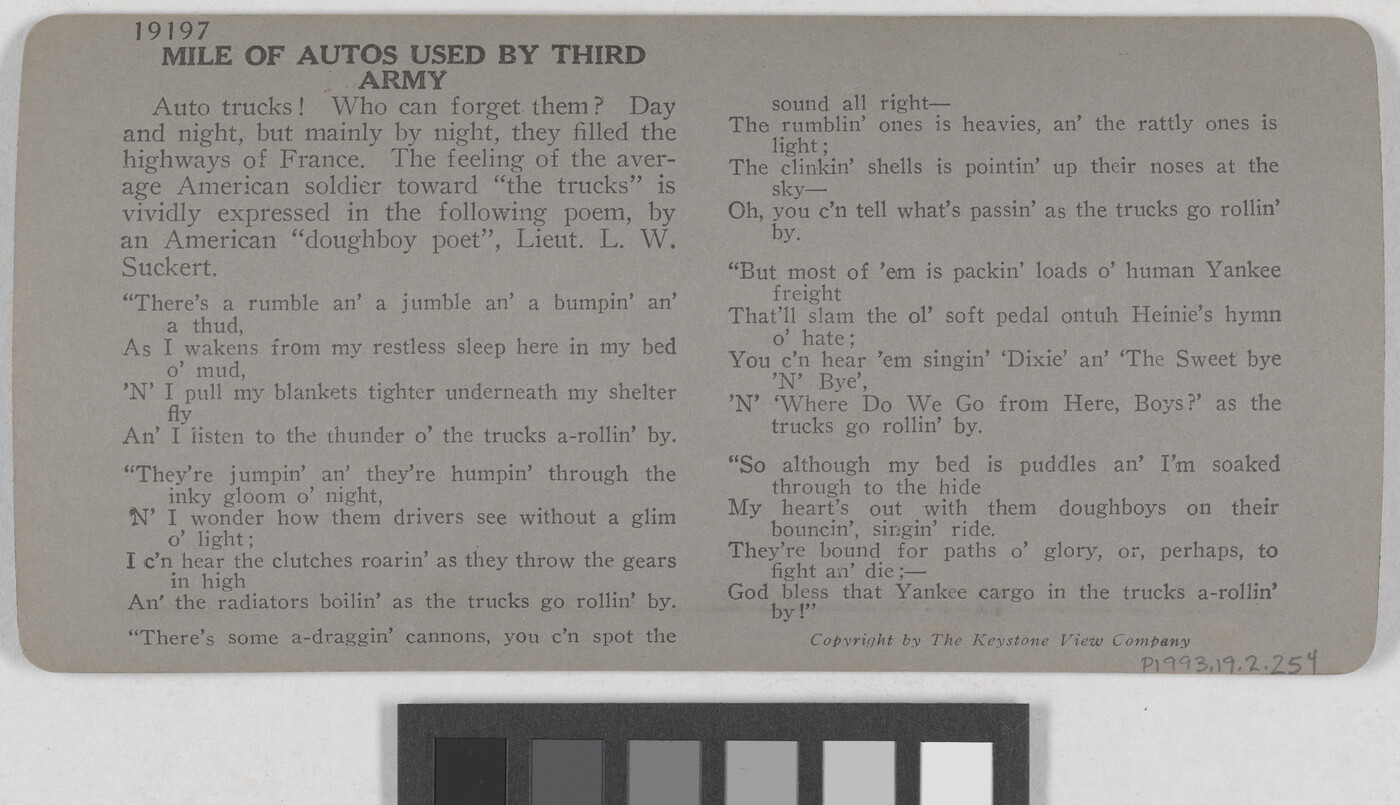 19197
MILE OF AUTOS USED BY THIRD
ARMY
Auto trucks! Who can forget them? Day
and night, but mainly by night, they filled the
highways of France. The feeling of the aver-
age American soldier toward “the trucks” is
vividly expressed in the following poem, by
an American “doughboy poet”, Lieut. L. W.
Suckert.
“There’s a rumble an’ a jumble an’ a bumpin’ an’
a thud,
As I wakens from my restless sleep here in my bed
o’ mud,
’N’ I pull my blankets tighter underneath my shelter
fly
An’ I listen to the thunder o’ the trucks a-rollin’ by.
“They’re jumpin’ an’ they’re humpin’ through the
inky gloom o’ night,
’N’ I wonder how them drivers see without a glim
o’ light;
I c’n hear the clutches roarin’ as they throw the gears
in high
An’ the radiators boilin’ as the trucks go rollin’ by.
“There’s some a-draggin’ cannons, you c’n spot the
sound all right—
The rumblin’ ones is heavies, an’ the rattly ones is
light;
The clinkin’ shells is pointin’ up their noses at the
sky—
Oh, you c’n tell what’s passin’ as the trucks go rollin’
by.
“But most of ’em is packin’ loads o’ human Yankee
freight
That’ll slam the ol’ soft pedal ontuh Heinie’s hymn
o’ hate;
You c’n hear ’em singin’ ‘Dixie’ an’ ‘The Sweet bye
’N’ Bye’,
’N’ ‘Where Do We Go from Here, Boys?’ as the
trucks go rollin’ by.
“So although my bed is puddles an’ I’m soaked
through to the hide
My heart’s out with them doughboys on their
bouncin’, singin’ ride.
They’re bound for paths o’ glory, or, perhaps, to
fight an’ die;—
God bless that Yankee cargo in the trucks a-rollin’
by!”
Copyright by The Keystone View Company
P1993.19.2.254